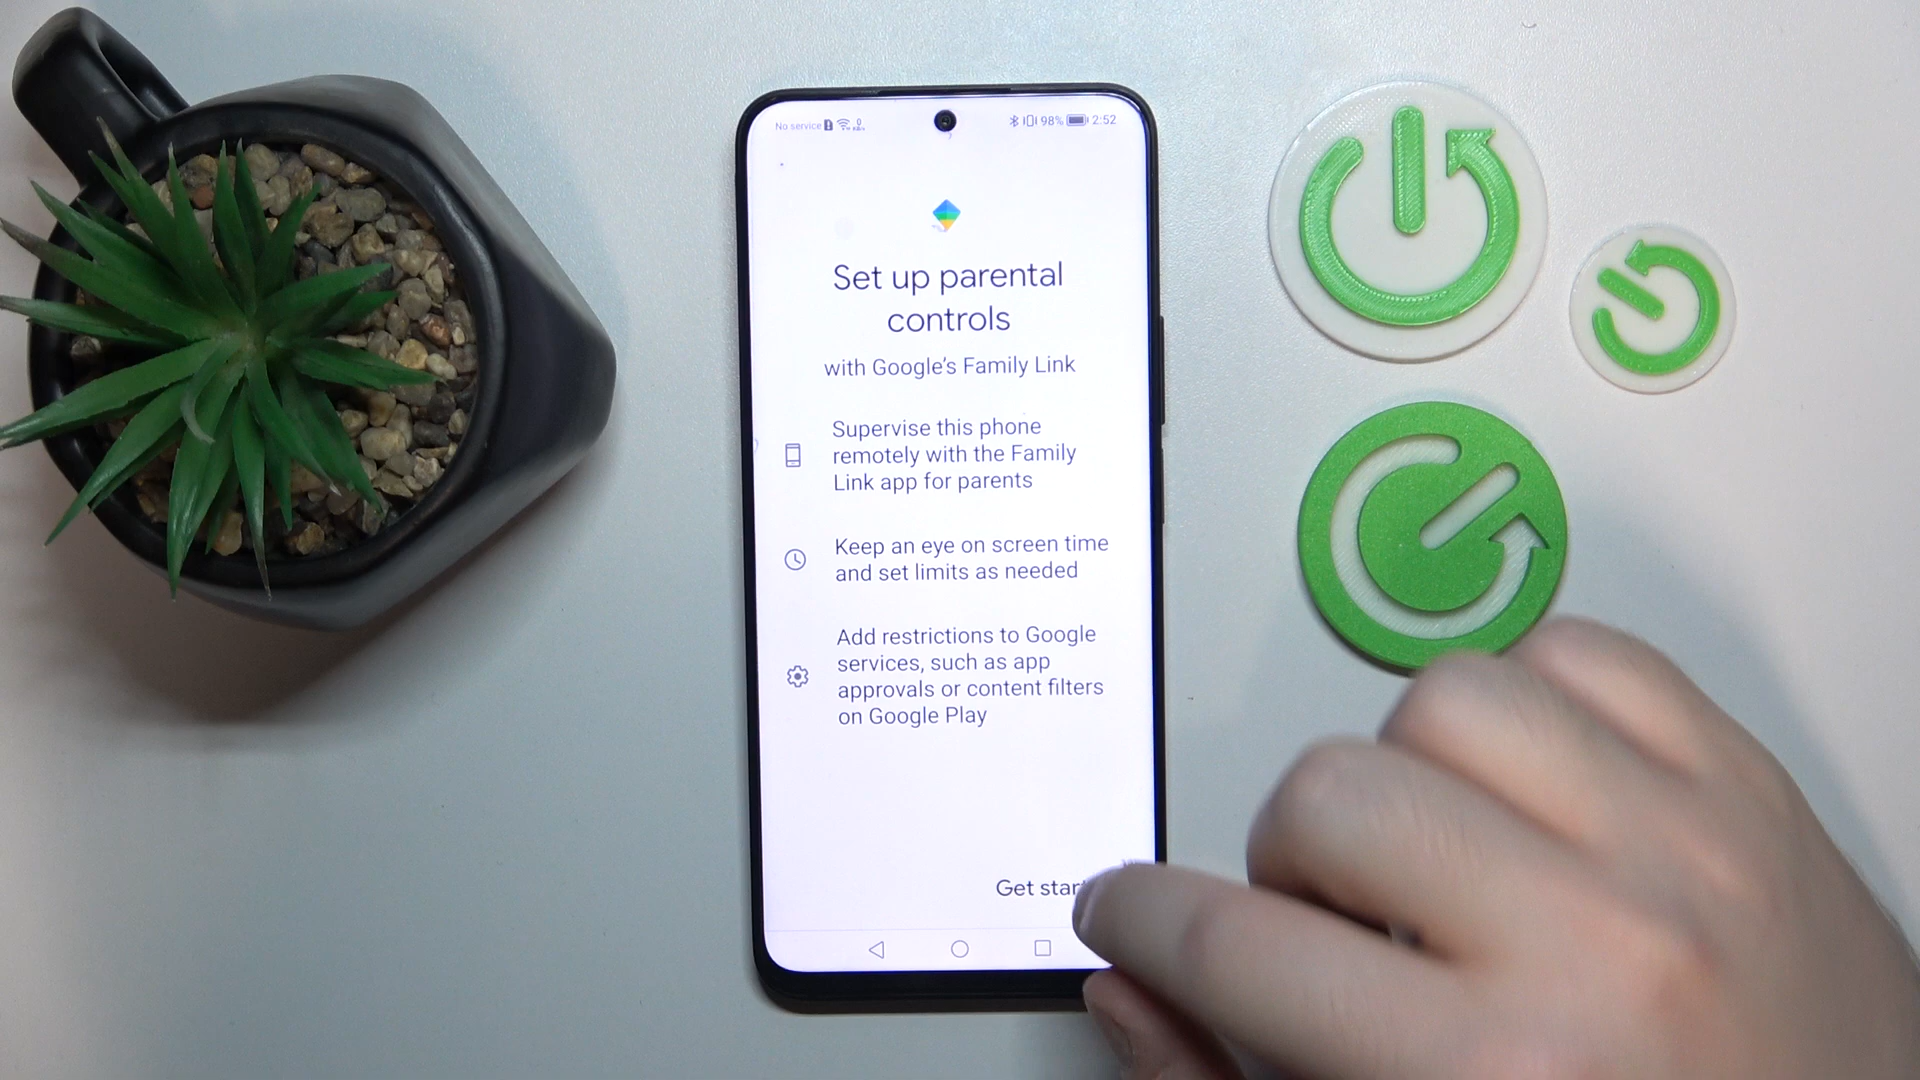 No service 98% 2:52
Set up parental
controls
with Google's Family Link
Supervise this phone
remotely with the Family
Link app for parents
Keep an eye on screen time
and set limits as needed
Add restrictions to Google
services, such as app
approvals or content filters
on Google Play
Get start